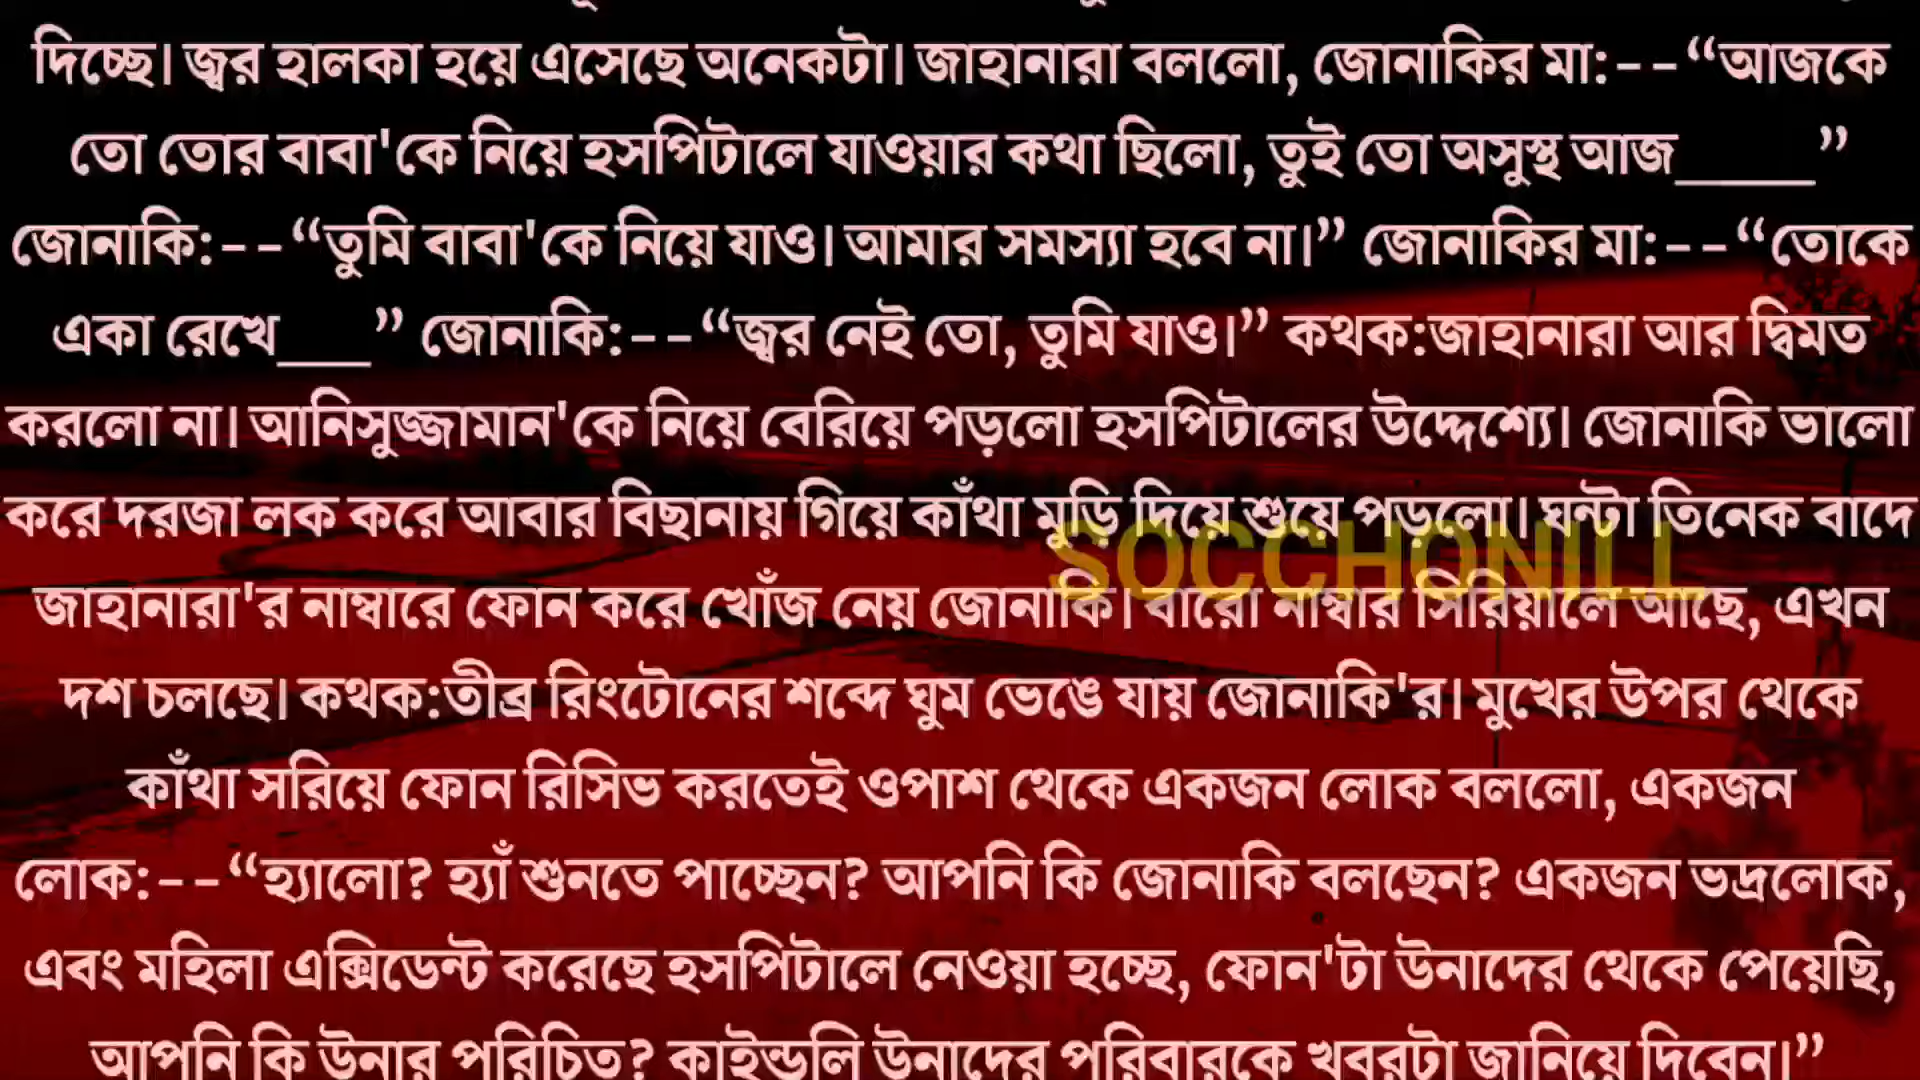 দিচ্ছে। জ্বর হালকা হয়ে এসেছে অনেকটা। জাহানারা বললো, জোনাকির মা:--“আজকে
তো তোর বাবা'কে নিয়ে হসপিটালে যাওয়ার কথা ছিলো, তুই তো অসুস্থ আজ_____”
জোনাকি:--“তুমি বাবা'কে নিয়ে যাও। আমার সমস্যা হবে না।” জোনাকির মা:--“তোকে
একা রেখে___” জোনাকি:--“জ্বর নেই তো, তুমি যাও।” কথক:জাহানারা আর দ্বিমত
করলো না। আনিসুজ্জামান'কে নিয়ে বেরিয়ে পড়লো হসপিটালের উদ্দেশ্যে। জোনাকি ভালো
করে দরজা লক করে আবার বিছানায় গিয়ে কাঁথা মুড়ি দিয়ে শুয়ে পড়লো। ঘন্টা তিনেক বাদে
SOCCHONILI
জাহানারা'র নাম্বারে ফোন করে খোঁজ নেয় জোনাকি। বারো নাম্বার সিরিয়ালে আছে, এখন
দশ চলছে। কথক:তীব্র রিংটোনের শব্দে ঘুম ভেঙে যায় জোনাকি'র। মুখের উপর থেকে
কাঁথা সরিয়ে ফোন রিসিভ করতেই ওপাশ থেকে একজন লোক বললো, একজন
লোক:--“হ্যালো? হ্যাঁ শুনতে পাচ্ছেন? আপনি কি জোনাকি বলছেন? একজন ভদ্রলোক,
এবং মহিলা এক্সিডেন্ট করেছে হসপিটালে নেওয়া হচ্ছে, ফোন'টা উনাদের থেকে পেয়েছি,
আপনি কি উনার পরিচিত? কাইন্ডলি উনাদের পরিবারকে খবরটা জানিয়ে দিবেন।”